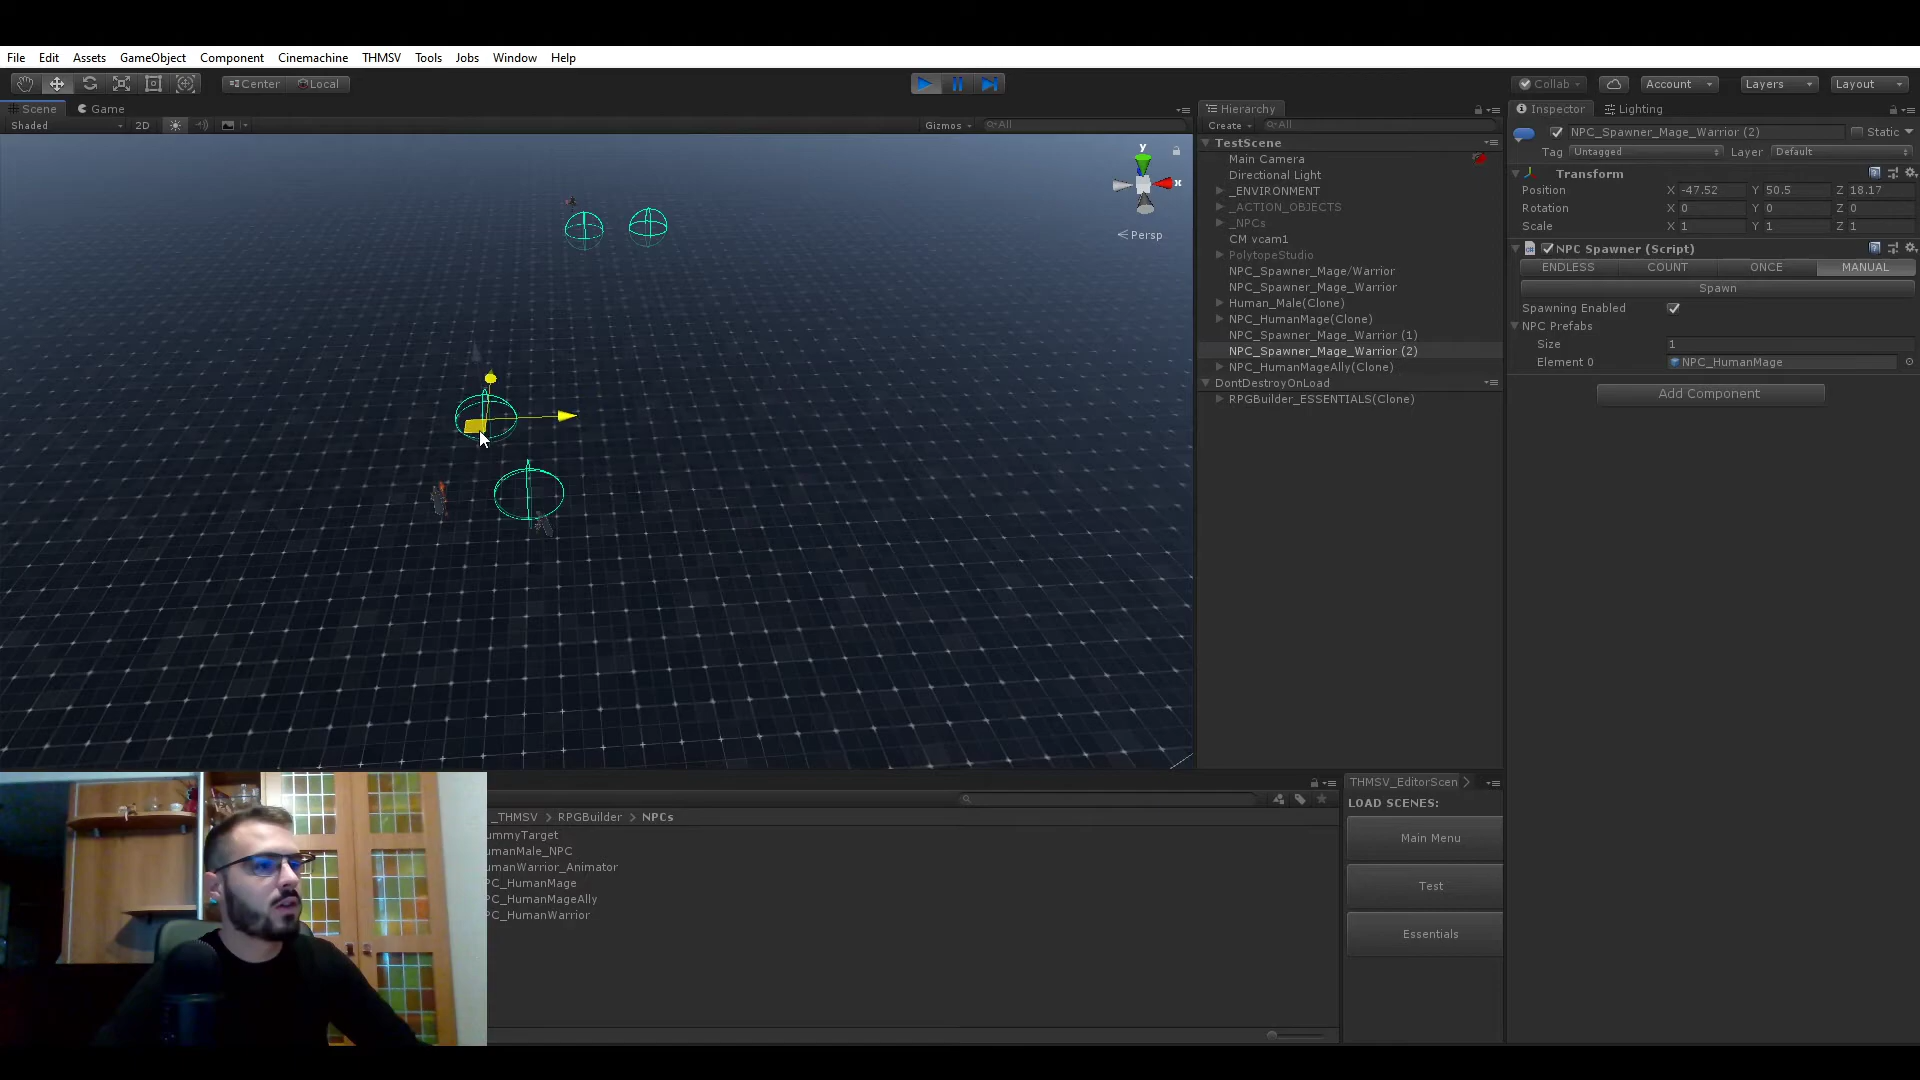 File Edit Assets GameObject Component Cinemachine THMSV Tools Jobs Window Help
Center Local
Collab Account Layers Layout
Scene Game
Shaded 2D Gizmos All
y
x
Persp
Hierarchy
Create All
TestScene
Main Camera
Directional Light
_ENVIRONMENT
_ACTION_OBJECTS
_NPCs
CM vcam1
PolytopeStudio
NPC_Spawner_Mage/Warrior
NPC_Spawner_Mage_Warrior
Human_Male(Clone)
NPC_HumanMage(Clone)
NPC_Spawner_Mage_Warrior (1)
NPC_Spawner_Mage_Warrior (2)
NPC_HumanMageAlly(Clone)
DontDestroyOnLoad
RPGBuilder_ESSENTIALS(Clone)
Inspector Lighting
NPC_Spawner_Mage_Warrior (2) Static
Tag Untagged Layer Default
Transform
Position X -47.52 Y 50.5 Z 18.17
Rotation X 0 Y 0 Z 0
Scale X 1 Y 1 Z 1
NPC Spawner (Script)
ENDLESS COUNT ONCE MANUAL
Spawn
Spawning Enabled
NPC Prefabs
Size 1
Element 0 NPC_HumanMage
Add Component
_THMSV > RPGBuilder > NPCs
ummyTarget
umanMale_NPC
umanWarrior_Animator
PC_HumanMage
PC_HumanMageAlly
PC_HumanWarrior
THMSV_EditorScen
LOAD SCENES:
Main Menu
Test
Essentials